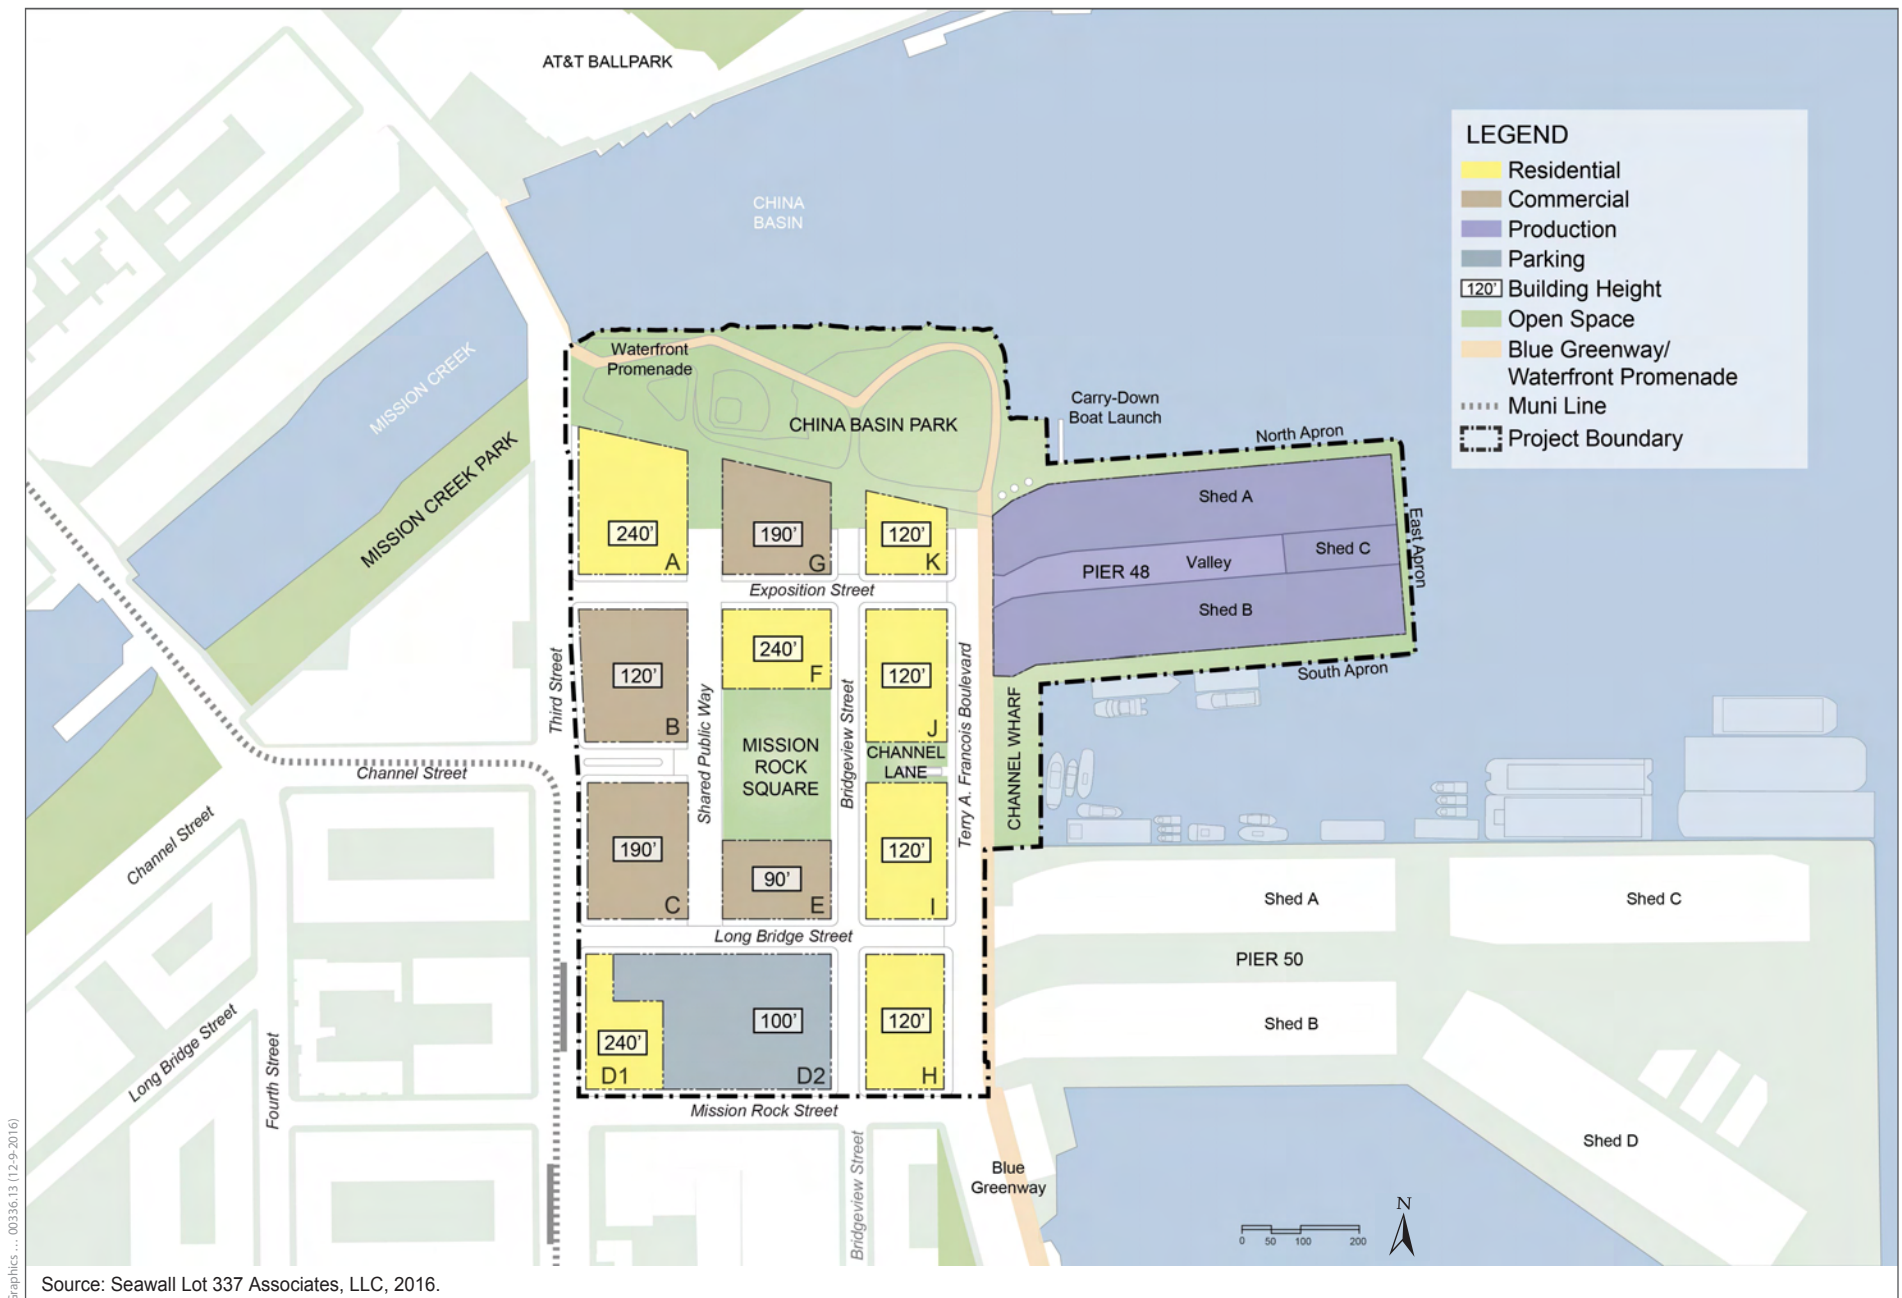 AT&T BALLPARK
CHINA
BASIN
LEGEND
Residential
Commercial
Production
Parking
120' Building Height
Open Space
Blue Greenway/
Waterfront Promenade
Muni Line
Project Boundary
MISSION CREEK
MISSION CREEK PARK
Waterfront
Promenade
CHINA BASIN PARK
Carry-Down
Boat Launch
North Apron
East Apron
South Apron
Shed A
Shed C
Valley
PIER 48
Shed B
240'
A
190'
G
120'
K
Exposition Street
120'
B
240'
F
120'
J
Third Street
Shared Public Way
Bridgeview Street
Terry A. Francois Boulevard
MISSION
ROCK
SQUARE
CHANNEL
LANE
CHANNEL WHARF
190'
C
90'
E
120'
I
Long Bridge Street
240'
D1
100'
D2
120'
H
Mission Rock Street
Channel Street
Channel Street
Long Bridge Street
Fourth Street
Bridgeview Street
Blue
Greenway
Shed A
Shed C
PIER 50
Shed B
Shed D
N
0 50 100 200
Graphics … 00336.13 (12-9-2016)
Source: Seawall Lot 337 Associates, LLC, 2016.